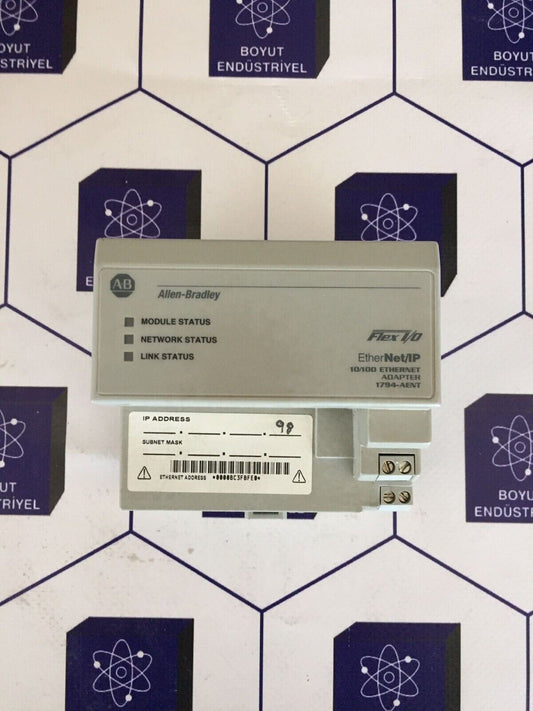 BOYUT
ENDÜSTRİYEL
BOYUT
ENDÜSTRİYEL
BOYUT
ENDÜSTRİYEL
AB
Allen-Bradley
MODULE STATUS
NETWORK STATUS
LINK STATUS
Flex I/O
EtherNet/IP
10/100 ETHERNET
ADAPTER
1794-AENT
IP ADDRESS
98
SUBNET MASK
ETHERNET ADDRESS
BOYUT
ENDÜSTRİYEL